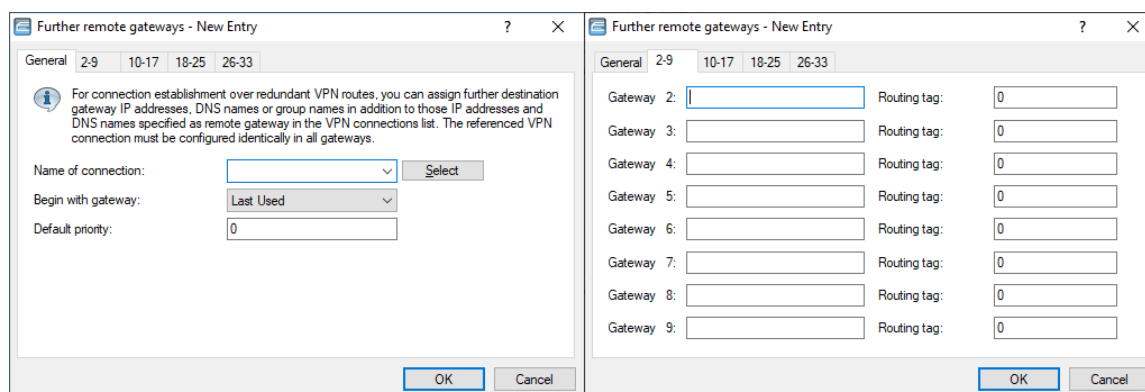 Further remote gateways - New Entry
General 2-9 10-17 18-25 26-33
For connection establishment over redundant VPN routes, you can assign further destination
gateway IP addresses, DNS names or group names in addition to those IP addresses and
DNS names specified as remote gateway in the VPN connections list. The referenced VPN
connection must be configured identically in all gateways.
Name of connection: Select
Begin with gateway: Last Used
Default priority: 0
OK Cancel
Further remote gateways - New Entry
General 2-9 10-17 18-25 26-33
Gateway 2: Routing tag: 0
Gateway 3: Routing tag: 0
Gateway 4: Routing tag: 0
Gateway 5: Routing tag: 0
Gateway 6: Routing tag: 0
Gateway 7: Routing tag: 0
Gateway 8: Routing tag: 0
Gateway 9: Routing tag: 0
OK Cancel